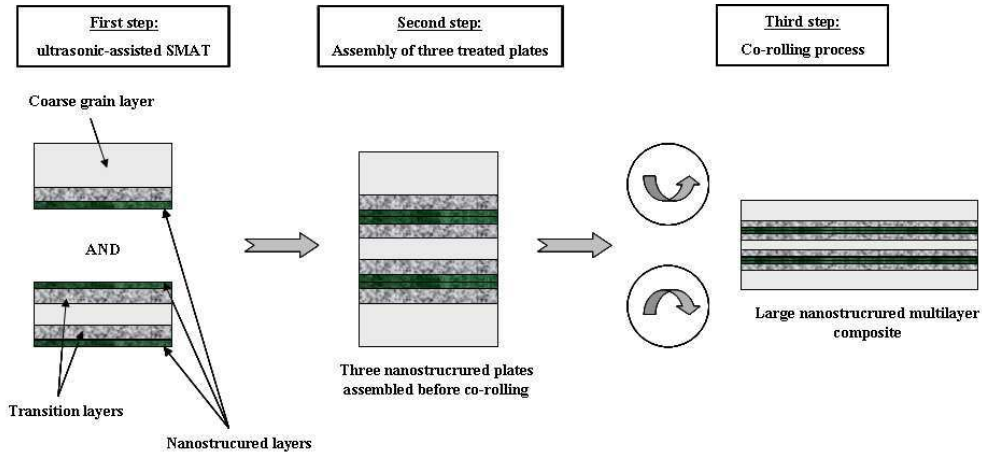 First step:
ultrasonic-assisted SMAT
Second step:
Assembly of three treated plates
Third step:
Co-rolling process
Coarse grain layer
AND
Transition layers
Nanostrucured layers
Three nanostrucrured plates
assembled before co-rolling
Large nanostrucrured multilayer
composite